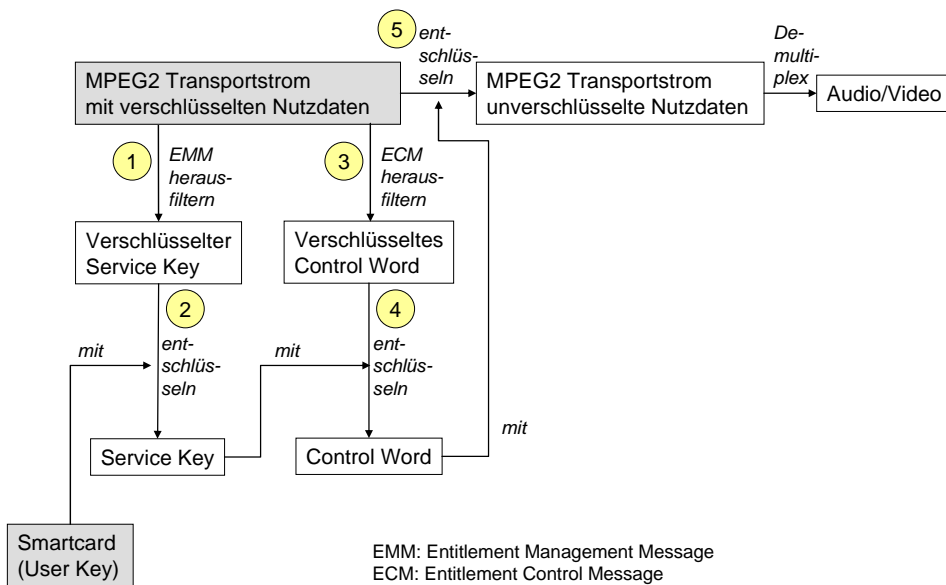 5
ent-
schlüs-
seln
De-
multi-
plex
MPEG2 Transportstrom
mit verschlüsselten Nutzdaten
MPEG2 Transportstrom
unverschlüsselte Nutzdaten
Audio/Video
1
EMM
heraus-
filtern
3
ECM
heraus-
filtern
Verschlüsselter
Service Key
Verschlüsseltes
Control Word
2
ent-
schlüs-
seln
mit
4
ent-
schlüs-
seln
mit
mit
Service Key
Control Word
Smartcard
(User Key)
EMM: Entitlement Management Message
ECM: Entitlement Control Message